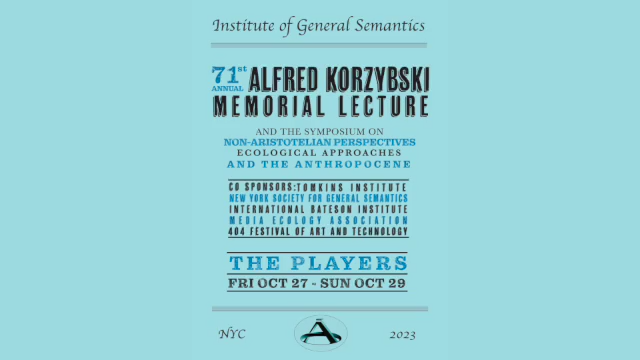 Institute of General Semantics
71st ANNUAL ALFRED KORZYBSKI
MEMORIAL LECTURE
AND THE SYMPOSIUM ON
NON-ARISTOTELIAN PERSPECTIVES
ECOLOGICAL APPROACHES
AND THE ANTHROPOCENE
CO SPONSORS: TOMKINS INSTITUTE
NEW YORK SOCIETY FOR GENERAL SEMANTICS
INTERNATIONAL BATESON INSTITUTE
MEDIA ECOLOGY ASSOCIATION
404 FESTIVAL OF ART AND TECHNOLOGY
THE PLAYERS
FRI OCT 27 - SUN OCT 29
NYC 2023